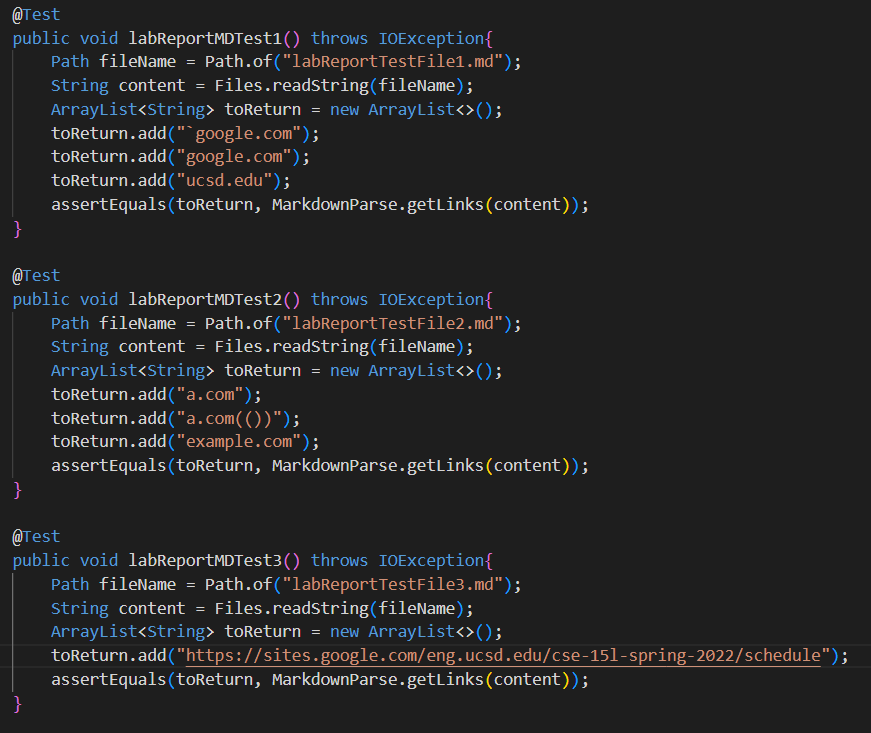 @Test
public void labReportMDTest1() throws IOException{
    Path fileName = Path.of("labReportTestFile1.md");
    String content = Files.readString(fileName);
    ArrayList<String> toReturn = new ArrayList<>();
    toReturn.add("`google.com");
    toReturn.add("google.com");
    toReturn.add("ucsd.edu");
    assertEquals(toReturn, MarkdownParse.getLinks(content));
}

@Test
public void labReportMDTest2() throws IOException{
    Path fileName = Path.of("labReportTestFile2.md");
    String content = Files.readString(fileName);
    ArrayList<String> toReturn = new ArrayList<>();
    toReturn.add("a.com");
    toReturn.add("a.com(())");
    toReturn.add("example.com");
    assertEquals(toReturn, MarkdownParse.getLinks(content));
}

@Test
public void labReportMDTest3() throws IOException{
    Path fileName = Path.of("labReportTestFile3.md");
    String content = Files.readString(fileName);
    ArrayList<String> toReturn = new ArrayList<>();
    toReturn.add("https://sites.google.com/eng.ucsd.edu/cse-15l-spring-2022/schedule");
    assertEquals(toReturn, MarkdownParse.getLinks(content));
}